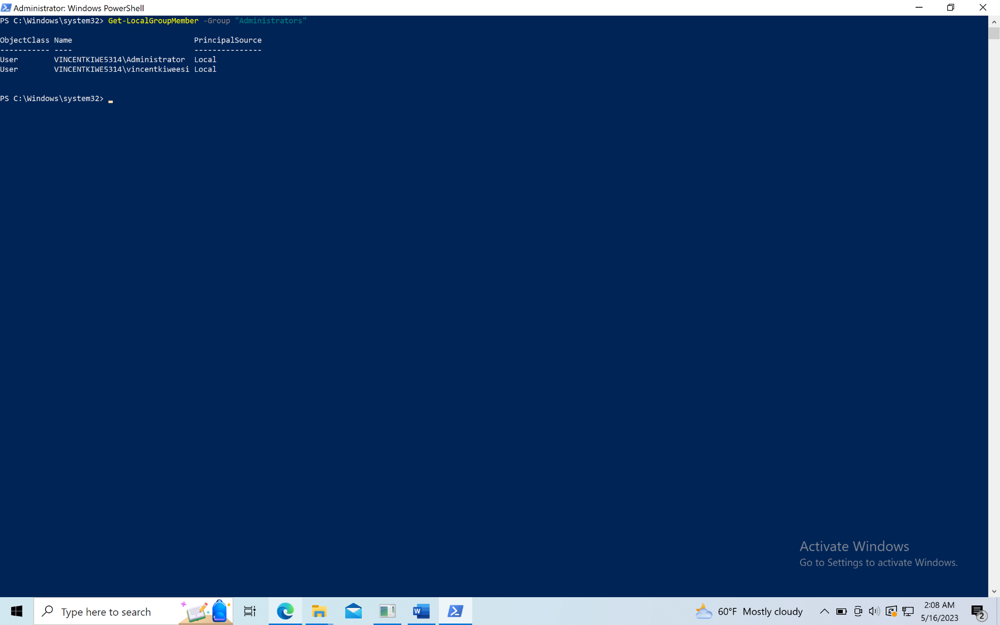 Administrator: Windows PowerShell
PS C:\Windows\system32> Get-LocalGroupMember -Group "Administrators"
ObjectClass Name                           PrincipalSource
----------- ----                           ---------------
User        VINCENTKIWE5314\Administrator  Local
User        VINCENTKIWE5314\vincentkiweesi Local
PS C:\Windows\system32>
Activate Windows
Go to Settings to activate Windows.
Type here to search
60°F Mostly cloudy
2:08 AM
5/16/2023
2